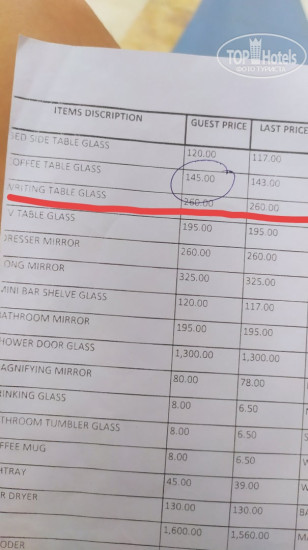 TOP Hotels
ITEMS DISCRIPTION GUEST PRICE LAST PRICE
ED SIDE TABLE GLASS 120.00 117.00
OFFEE TABLE GLASS 145.00 143.00
WRITING TABLE GLASS 260.00 260.00
V TABLE GLASS 195.00 195.00
DRESSER MIRROR 260.00 260.00
ONG MIRROR 325.00 325.00
MINI BAR SHELVE GLASS 120.00 117.00
BATHROOM MIRROR 195.00 195.00
HOWER DOOR GLASS 1,300.00 1,300.00
AGNIFYING MIRROR 80.00 78.00
RINKING GLASS 8.00 6.50
THROOM TUMBLER GLASS 8.00 6.50
FFEE MUG 8.00 6.50
HTRAY 45.00 39.00
R DRYER 130.00 130.00
1,600.00 1,560.00
ODER